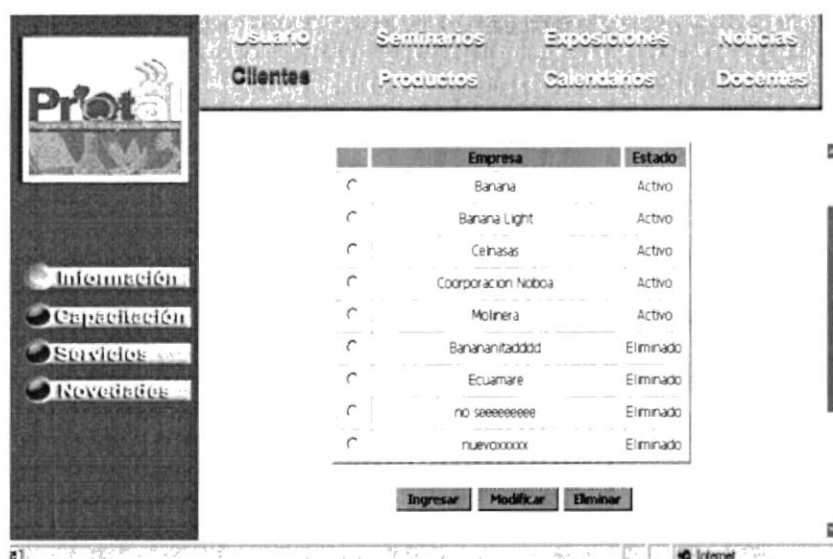 Usuario Seminarios Exposiciones Noticias
Clientes Productos Calendarios Docentes
Protal
Información
Capacitación
Servicios
Novedades
Empresa Estado
Banana Activo
Banana Light Activo
Celnasas Activo
Coorporacion Noboa Activo
Molinera Activo
Banananitadddd Eliminado
Ecuamare Eliminado
no seeeeeeeee Eliminado
nuevoxxxxx Eliminado
Ingresar Modificar Eliminar
Internet